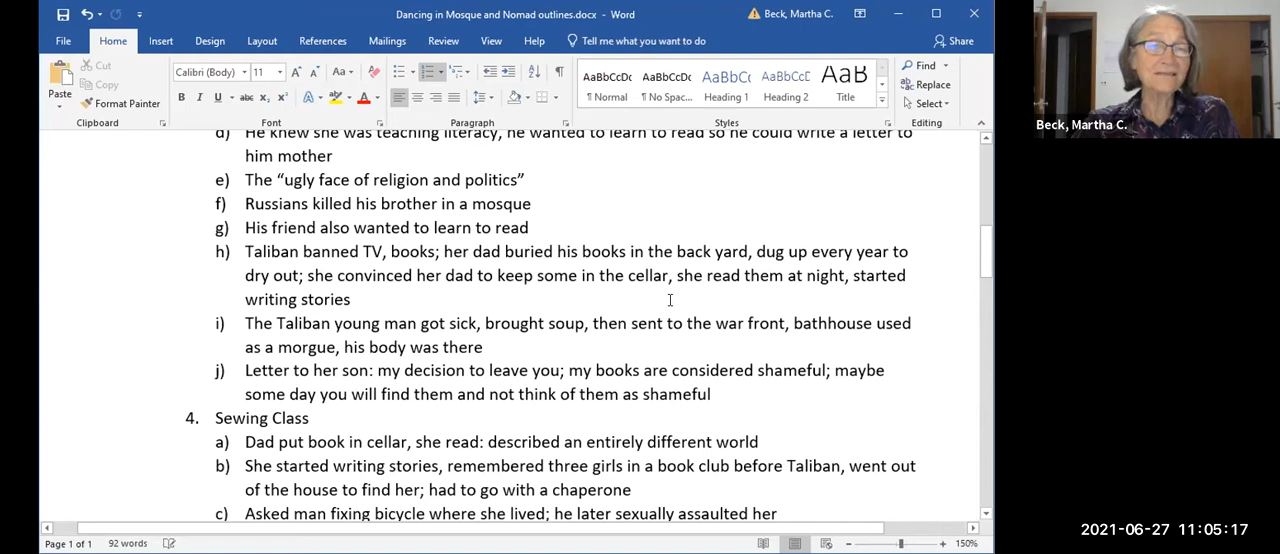 Dancing in Mosque and Nomad outlines.docx - Word
Beck, Martha C.
File Home Insert Design Layout References Mailings Review View Help Tell me what you want to do Share
Paste
Cut
Copy
Format Painter
Clipboard
Calibri (Body) 11
B I U abc x₂ x²
Font
Paragraph
AaBbCcDc AaBbCcDc AaBbCc AaBbCcE AaB
¶ Normal ¶ No Spac... Heading 1 Heading 2 Title
Styles
Find
Replace
Select
Editing
d) He knew she was teaching literacy, he wanted to learn to read so he could write a letter to
him mother
e) The “ugly face of religion and politics”
f) Russians killed his brother in a mosque
g) His friend also wanted to learn to read
h) Taliban banned TV, books; her dad buried his books in the back yard, dug up every year to
dry out; she convinced her dad to keep some in the cellar, she read them at night, started
writing stories
i) The Taliban young man got sick, brought soup, then sent to the war front, bathhouse used
as a morgue, his body was there
j) Letter to her son: my decision to leave you; my books are considered shameful; maybe
some day you will find them and not think of them as shameful
4. Sewing Class
a) Dad put book in cellar, she read: described an entirely different world
b) She started writing stories, remembered three girls in a book club before Taliban, went out
of the house to find her; had to go with a chaperone
c) Asked man fixing bicycle where she lived; he later sexually assaulted her
Page 1 of 1 92 words 150%
Beck, Martha C.
2021-06-27 11:05:17